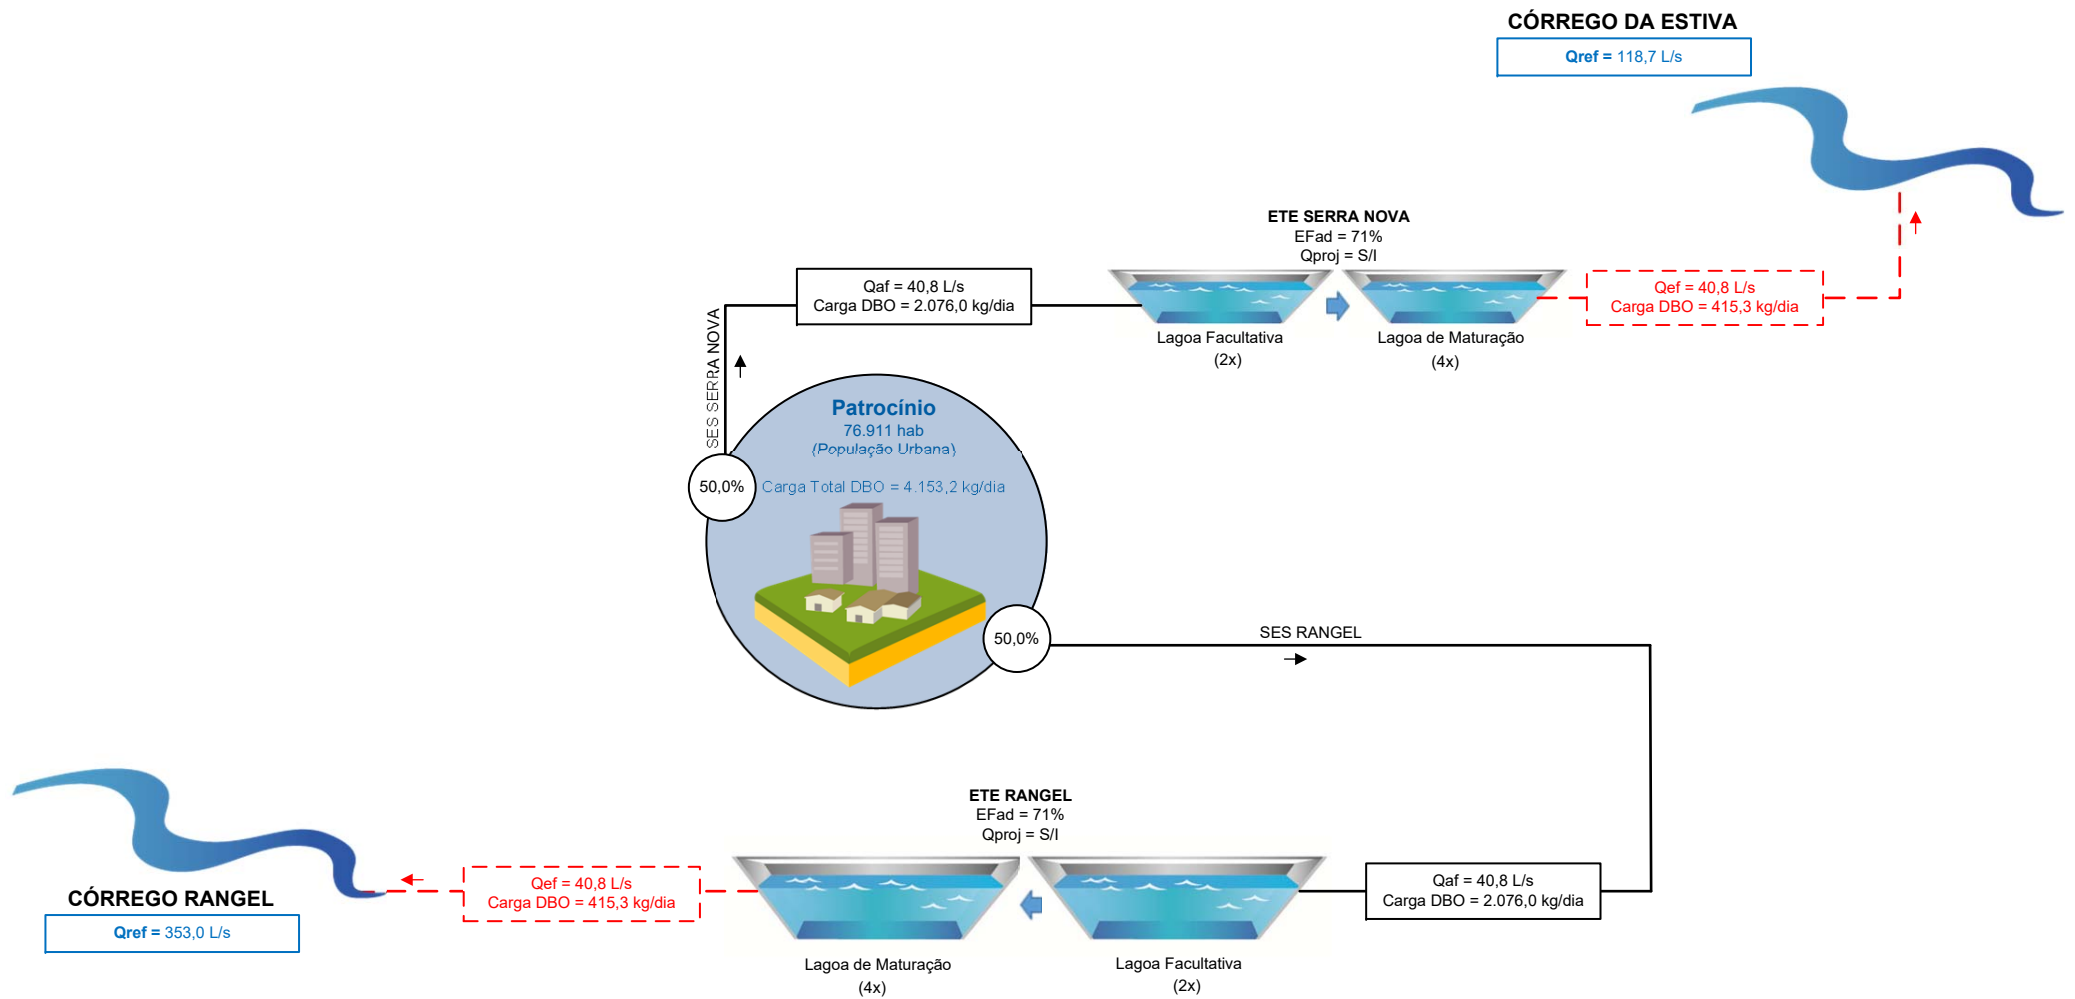 CÓRREGO DA ESTIVA
Qref = 118,7 L/s
ETE SERRA NOVA
EFad = 71%
Qproj = S/I
Qaf = 40,8 L/s
Carga DBO = 2.076,0 kg/dia
Qef = 40,8 L/s
Carga DBO = 415,3 kg/dia
Lagoa Facultativa
(2x)
Lagoa de Maturação
(4x)
SES SERRA NOVA
Patrocínio
76.911 hab
(População Urbana)
50,0%
Carga Total DBO = 4.153,2 kg/dia
50,0%
SES RANGEL
ETE RANGEL
EFad = 71%
Qproj = S/I
Qaf = 40,8 L/s
Carga DBO = 2.076,0 kg/dia
Qef = 40,8 L/s
Carga DBO = 415,3 kg/dia
CÓRREGO RANGEL
Qref = 353,0 L/s
Lagoa de Maturação
(4x)
Lagoa Facultativa
(2x)